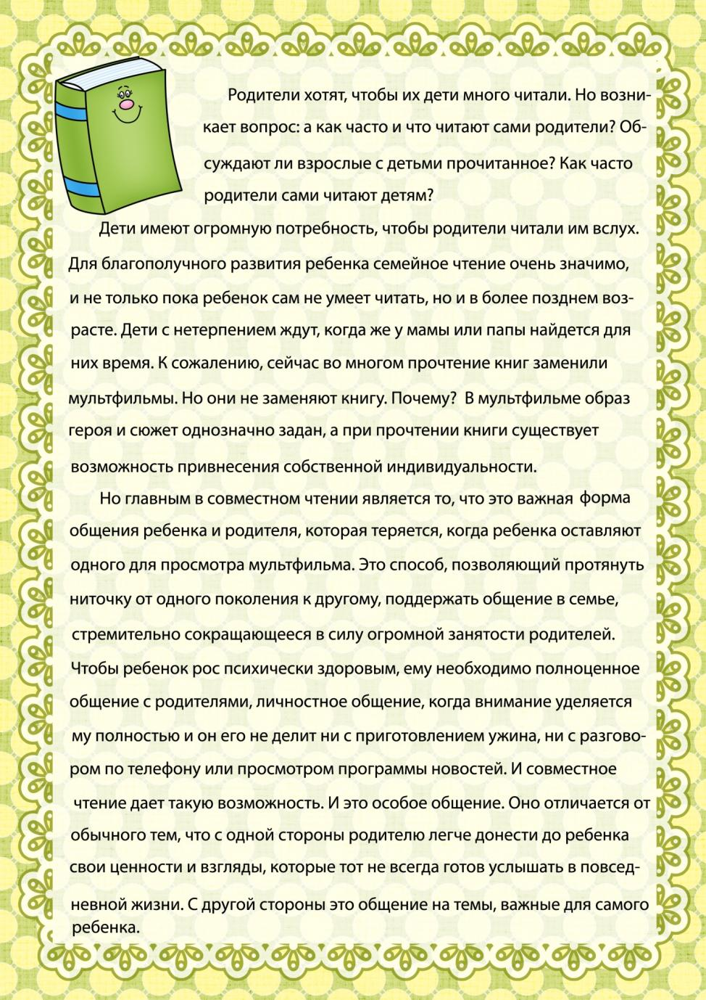 Родители хотят, чтобы их дети много читали. Но возни-
кает вопрос: а как часто и что читают сами родители? Об-
суждают ли взрослые с детьми прочитанное? Как часто
родители сами читают детям?
Дети имеют огромную потребность, чтобы родители читали им вслух.
Для благополучного развития ребенка семейное чтение очень значимо,
и не только пока ребенок сам не умеет читать, но и в более позднем воз-
расте. Дети с нетерпением ждут, когда же у мамы или папы найдется для
них время. К сожалению, сейчас во многом прочтение книг заменили
мультфильмы. Но они не заменяют книгу. Почему? В мультфильме образ
героя и сюжет однозначно задан, а при прочтении книги существует
возможность привнесения собственной индивидуальности.
Но главным в совместном чтении является то, что это важная форма
общения ребенка и родителя, которая теряется, когда ребенка оставляют
одного для просмотра мультфильма. Это способ, позволяющий протянуть
ниточку от одного поколения к другому, поддержать общение в семье,
стремительно сокращающееся в силу огромной занятости родителей.
Чтобы ребенок рос психически здоровым, ему необходимо полноценное
общение с родителями, личностное общение, когда внимание уделяется
му полностью и он его не делит ни с приготовлением ужина, ни с разгово-
ром по телефону или просмотром программы новостей. И совместное
чтение дает такую возможность. И это особое общение. Оно отличается от
обычного тем, что с одной стороны родителю легче донести до ребенка
свои ценности и взгляды, которые тот не всегда готов услышать в повсед-
невной жизни. С другой стороны это общение на темы, важные для самого
ребенка.